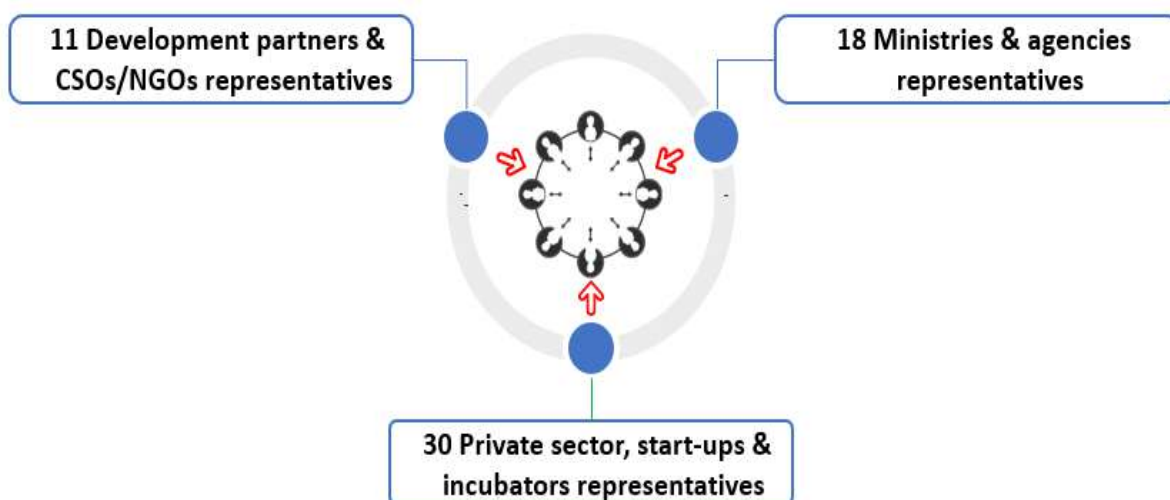 11 Development partners &
CSOs/NGOs representatives
18 Ministries & agencies
representatives
30 Private sector, start-ups &
incubators representatives